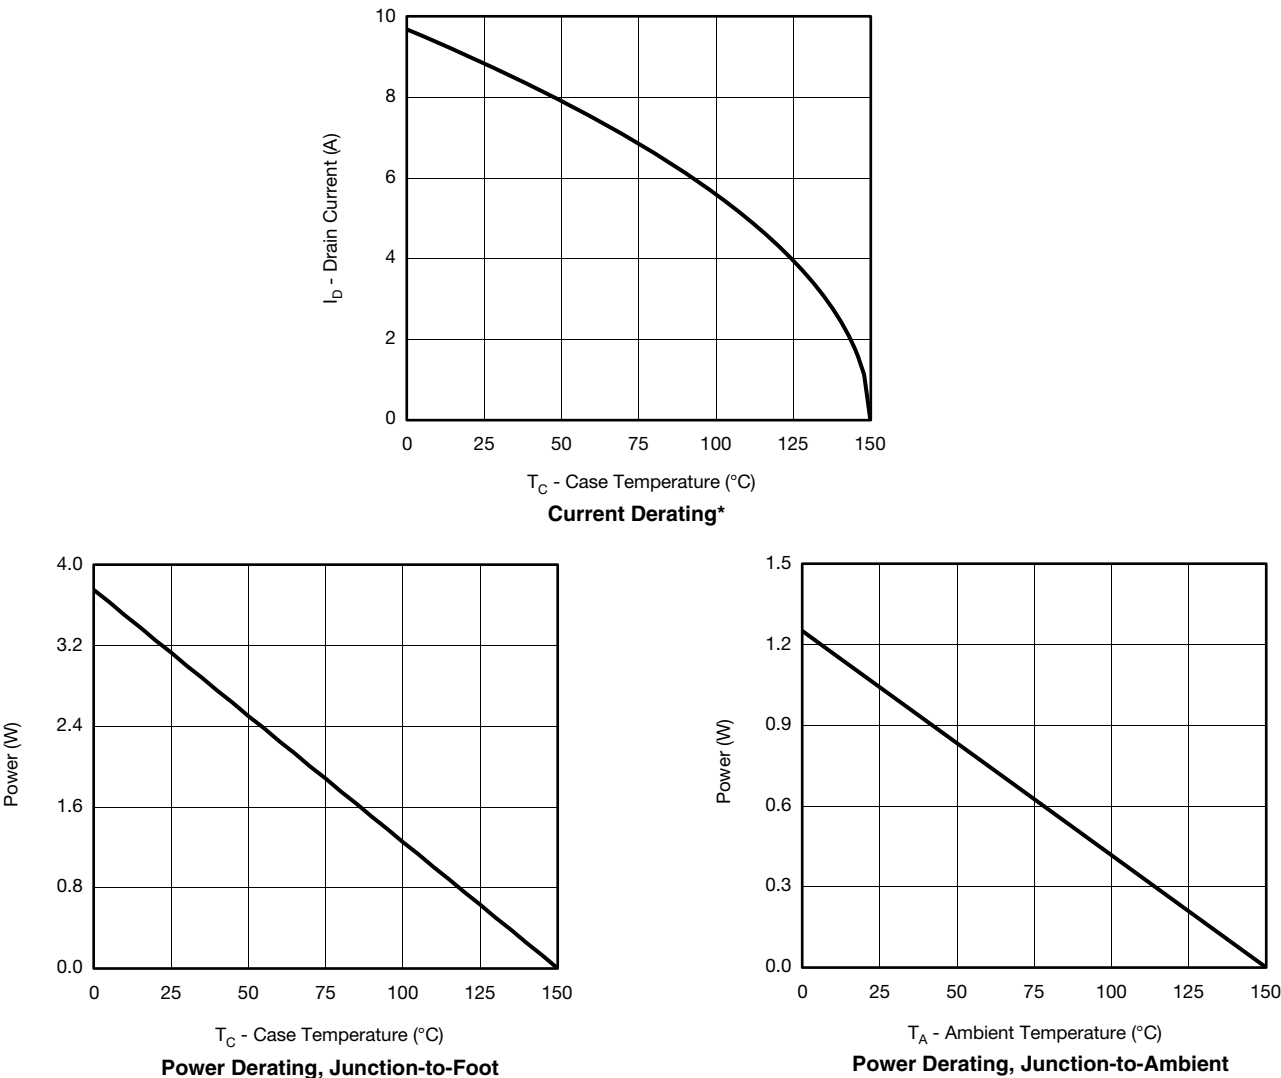 10
8
6
4
2
0
I_D - Drain Current (A)
0 25 50 75 100 125 150
T_C - Case Temperature (°C)
Current Derating*
4.0
3.2
2.4
1.6
0.8
0.0
Power (W)
0 25 50 75 100 125 150
T_C - Case Temperature (°C)
Power Derating, Junction-to-Foot
1.5
1.2
0.9
0.6
0.3
0.0
Power (W)
0 25 50 75 100 125 150
T_A - Ambient Temperature (°C)
Power Derating, Junction-to-Ambient